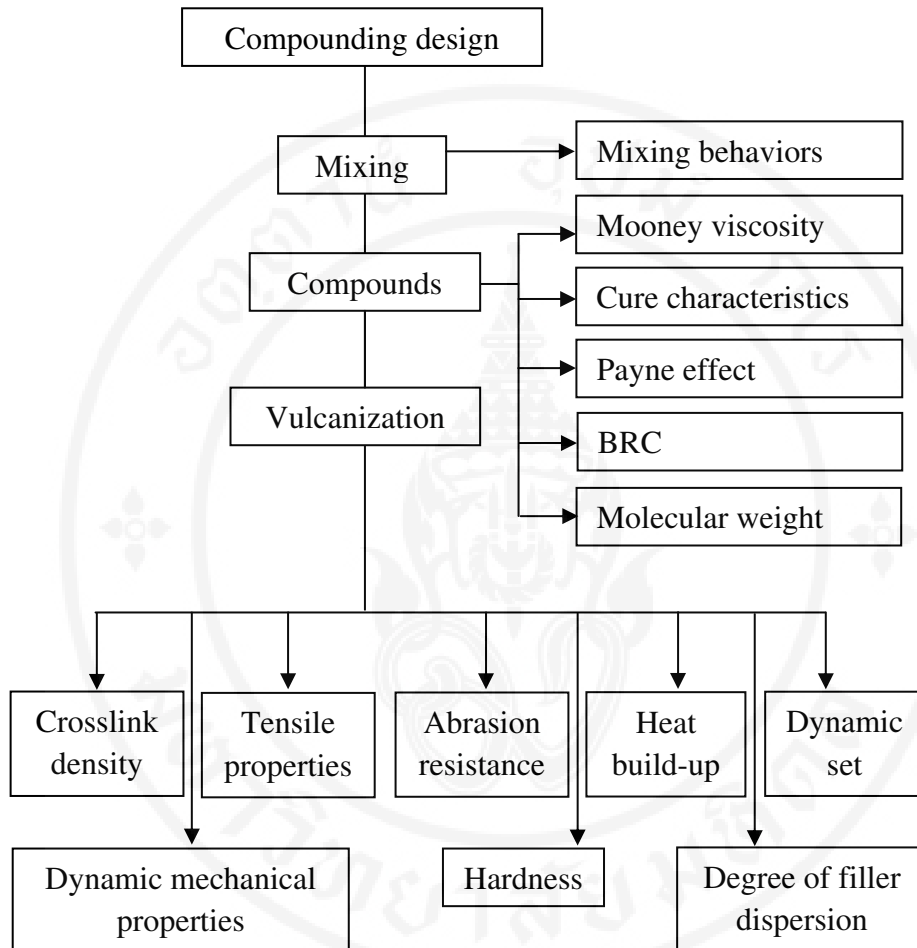 Compounding design
Mixing
Mixing behaviors
Mooney viscosity
Compounds
Cure characteristics
Payne effect
Vulcanization
BRC
Molecular weight
Crosslink
density
Tensile
properties
Abrasion
resistance
Heat
build-up
Dynamic
set
Dynamic mechanical
properties
Hardness
Degree of filler
dispersion